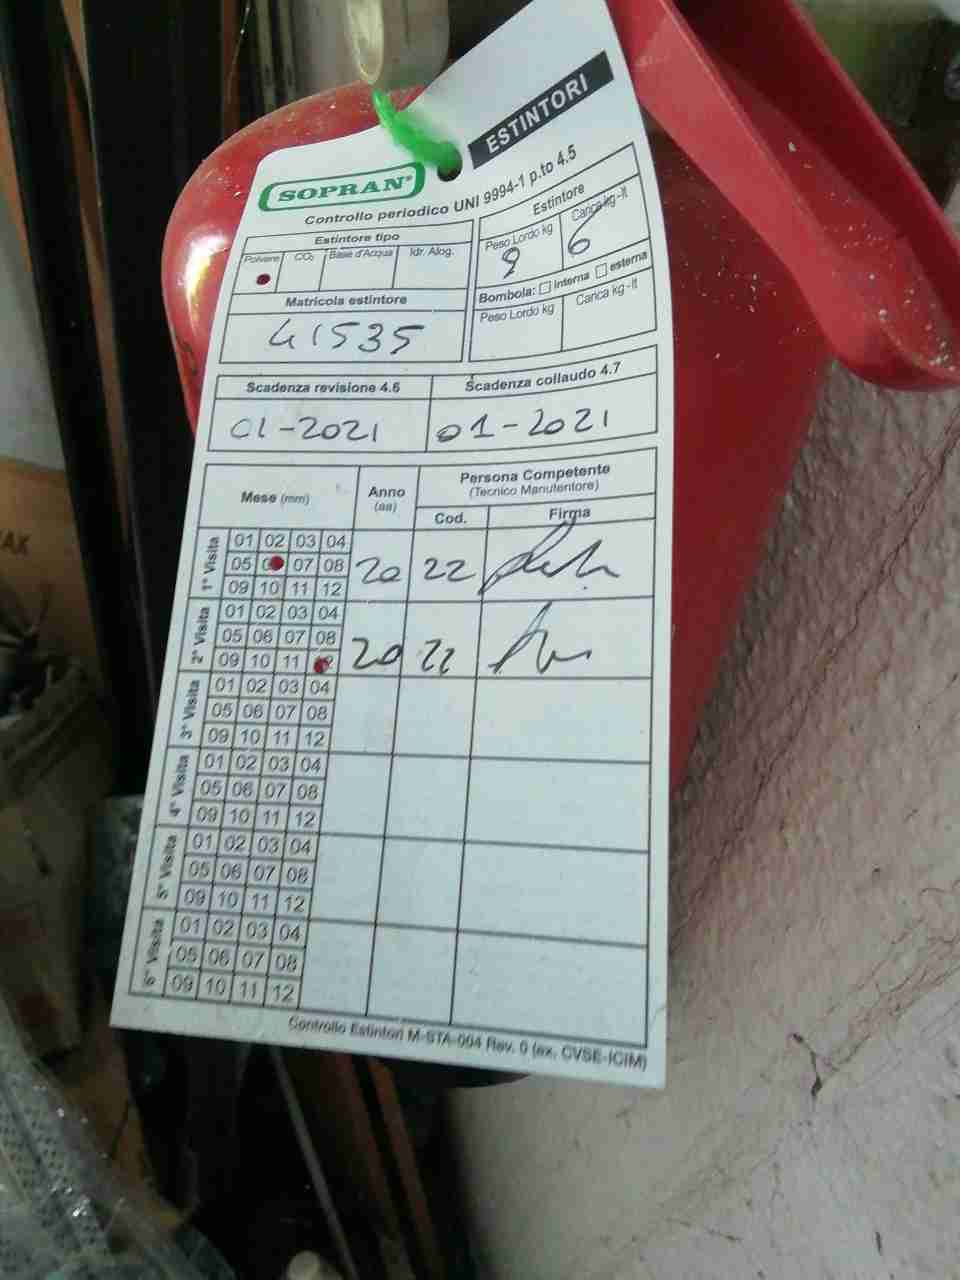 ESTINTORI
SOPRAN®
Controllo periodico UNI 9994-1 p.to 4.5
Estintore tipo
Polvere CO₂ Base d'Acqua Idr. Alog.
Estintore
Peso Lordo kg Carica kg-lt
9 6
Matricola estintore
41535
Bombola: interna esterna
Peso Lordo kg Carica kg-lt
Scadenza revisione 4.6 Scadenza collaudo 4.7
01-2021 01-2021
Mese (mm) Anno (aa) Persona Competente
(Tecnico Manutentore)
Cod. Firma
1° Visita
01 02 03 04
05 07 08
09 10 11 12
20 22
2° Visita
01 02 03 04
05 06 07 08
09 10 11
20 22
3° Visita
01 02 03 04
05 06 07 08
09 10 11 12
4° Visita
01 02 03 04
05 06 07 08
09 10 11 12
5° Visita
01 02 03 04
05 06 07 08
09 10 11 12
6° Visita
01 02 03 04
05 06 07 08
09 10 11 12
Controllo Estintori M-STA-004 Rev. 0 (ex. CVSE-ICIM)